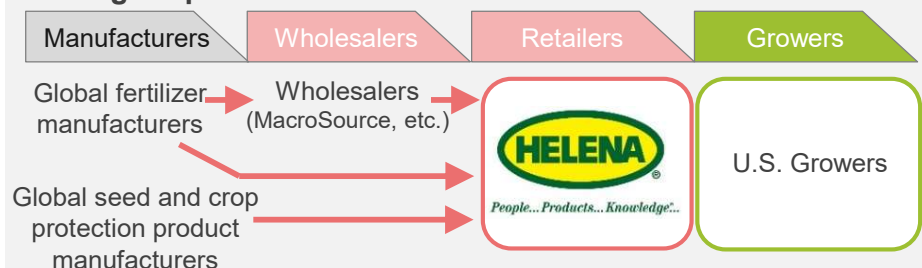 Manufacturers
Wholesalers
Retailers
Growers
Global fertilizer
manufacturers
Wholesalers
(MacroSource, etc.)
HELENA
®
People...Products...Knowledge
U.S. Growers
Global seed and crop
protection product
manufacturers